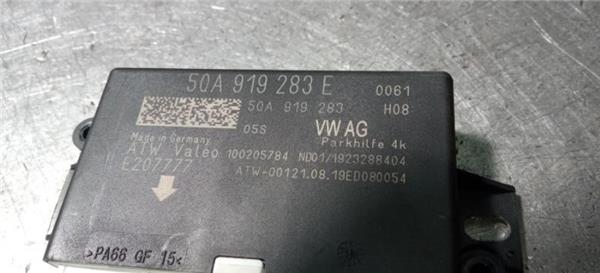 5QA 919 283 E 0061
5QA 919 283 H08
05S VW AG
Made in Germany Parkhilfe 4k
ATW Valeo 100205784 ND01/1823288404
E207777 ATW-00121.08.19ED080054
>PA66 GF 15<